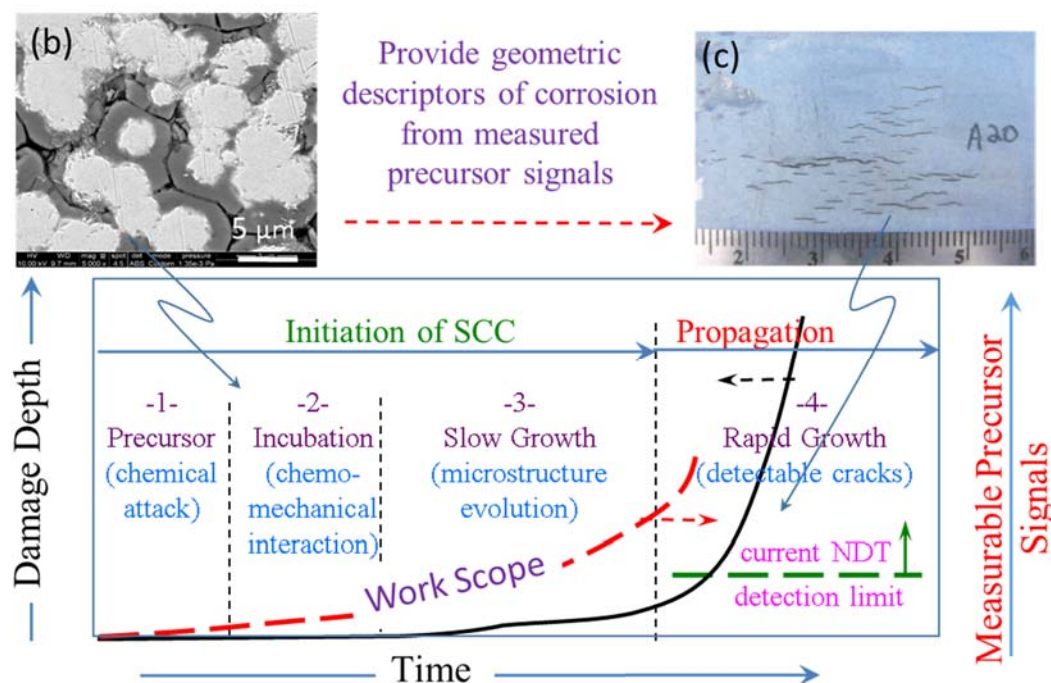 (b)
Provide geometric
descriptors of corrosion
from measured
precursor signals
(c)
A20
5 μm
2 3 4 5 6
Initiation of SCC
Propagation
-1-
Precursor
(chemical
attack)
-2-
Incubation
(chemo-
mechanical
interaction)
-3-
Slow Growth
(microstructure
evolution)
-4-
Rapid Growth
(detectable cracks)
Work Scope
current NDT
detection limit
Damage Depth
Time
Measurable Precursor
Signals